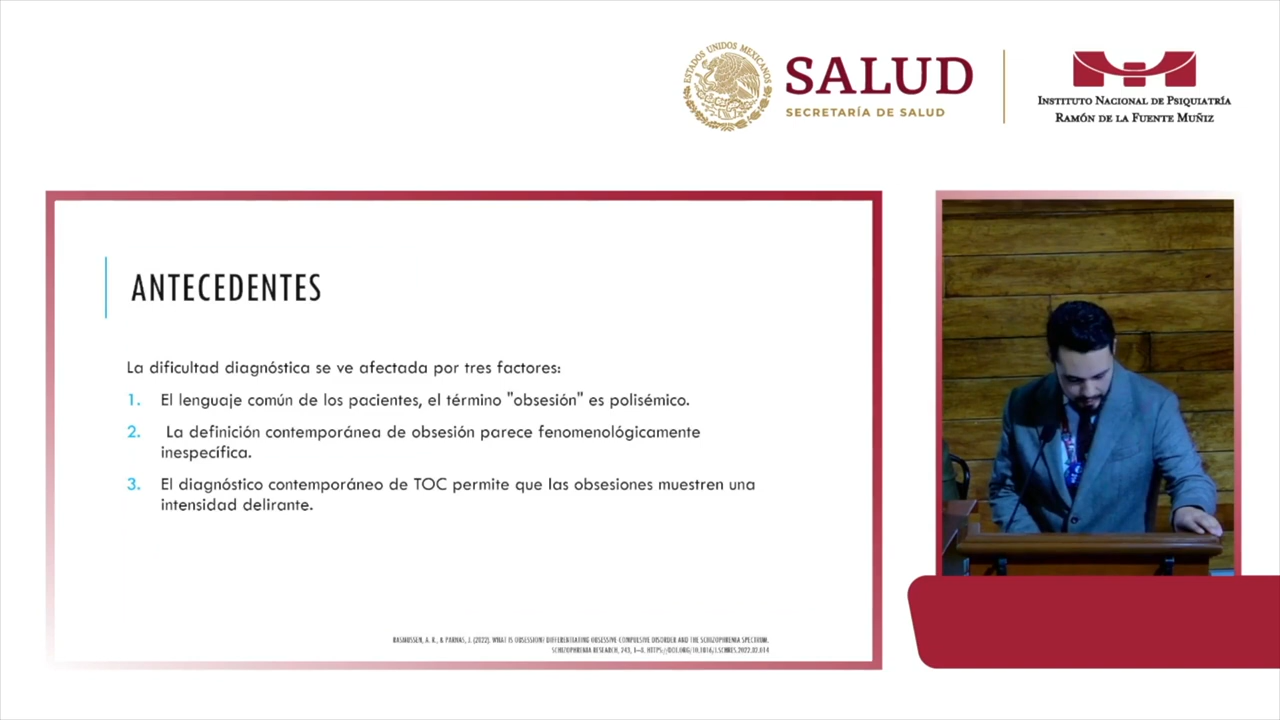 ESTADOS UNIDOS MEXICANOS
SALUD
SECRETARÍA DE SALUD
INSTITUTO NACIONAL DE PSIQUIATRÍA
RAMÓN DE LA FUENTE MUÑIZ
ANTECEDENTES
La dificultad diagnóstica se ve afectada por tres factores:
1. El lenguaje común de los pacientes, el término "obsesión" es polisémico.
2. La definición contemporánea de obsesión parece fenomenológicamente
inespecífica.
3. El diagnóstico contemporáneo de TOC permite que las obsesiones muestren una
intensidad delirante.
RASMUSSEN, A. R., & PARNAS, J. (2022). WHAT IS OBSESSION? DIFFERENTIATING OBSESSIVE-COMPULSIVE DISORDER AND THE SCHIZOPHRENIA SPECTRUM.
SCHIZOPHRENIA RESEARCH, 243, 1–8. HTTPS://DOI.ORG/10.1016/J.SCHRES.2022.02.014